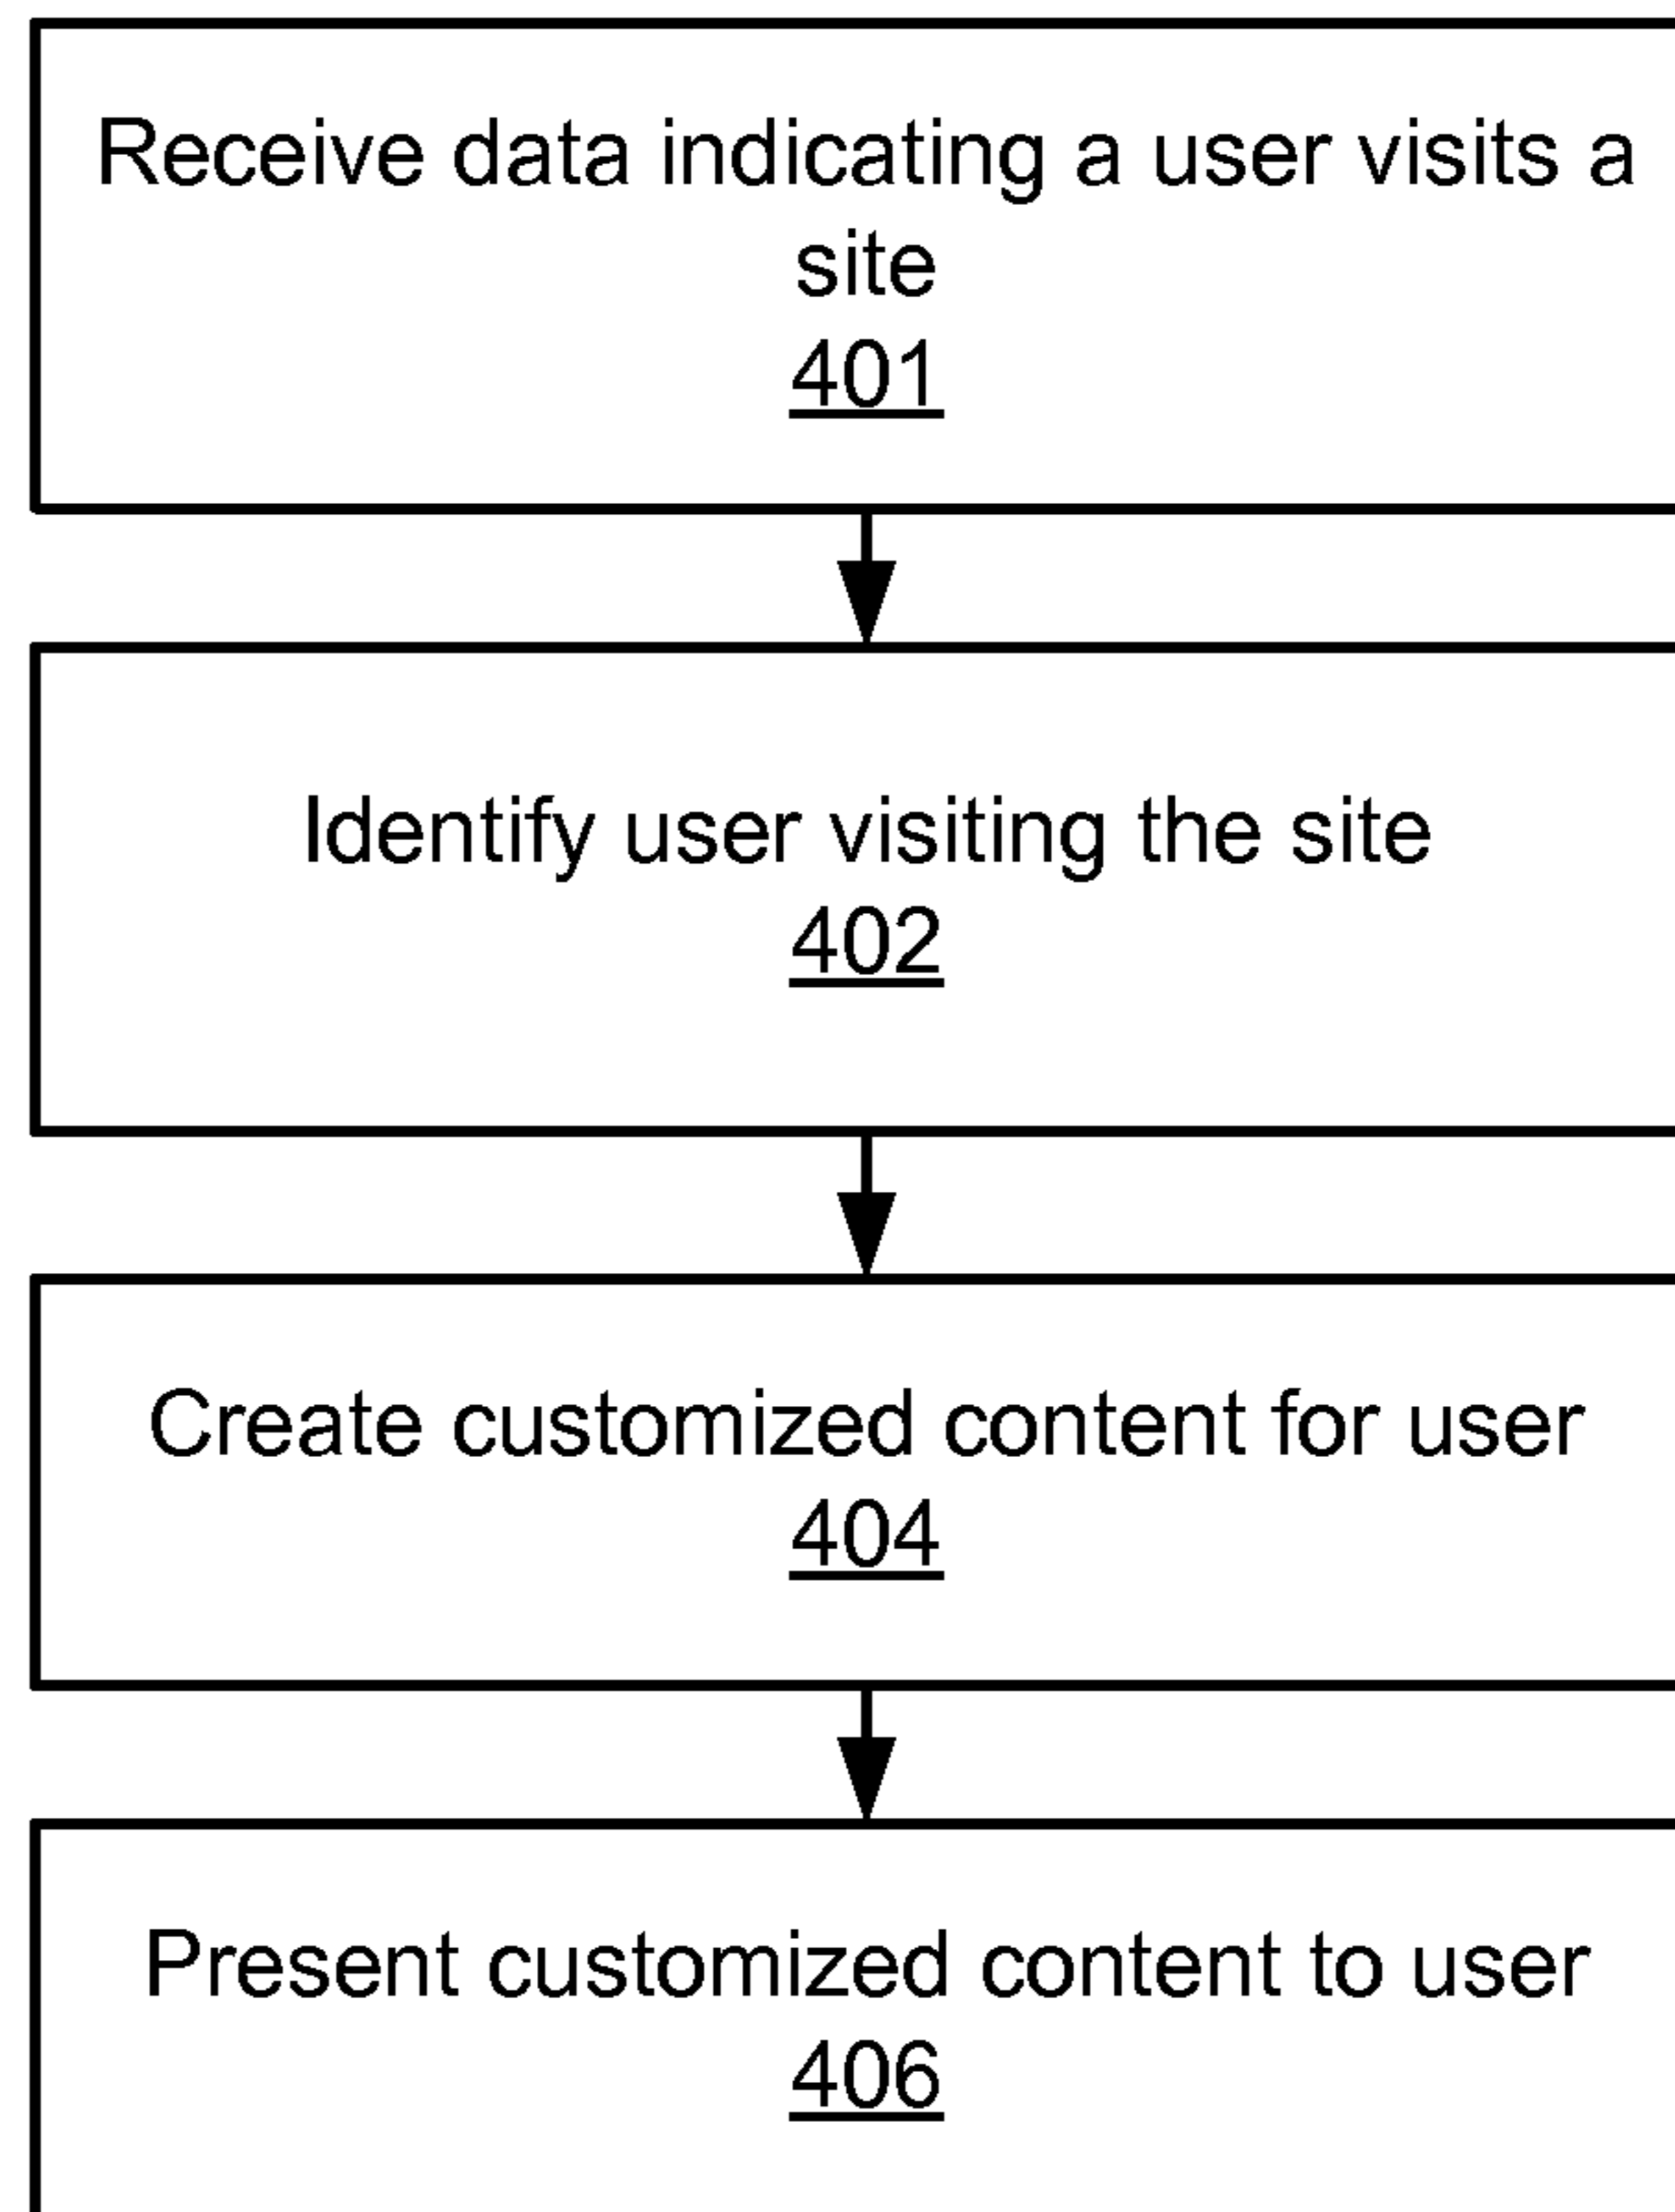 Receive data indicating a user visits a
site
401
Identify user visiting the site
402
Create customized content for user
404
Present customized content to user
406